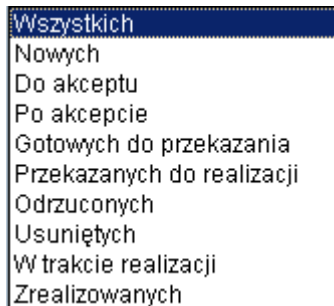 Wszystkich
Nowych
Do akceptu
Po akcepcie
Gotowych do przekazania
Przekazanych do realizacji
Odrzuconych
Usuniętych
W trakcie realizacji
Zrealizowanych